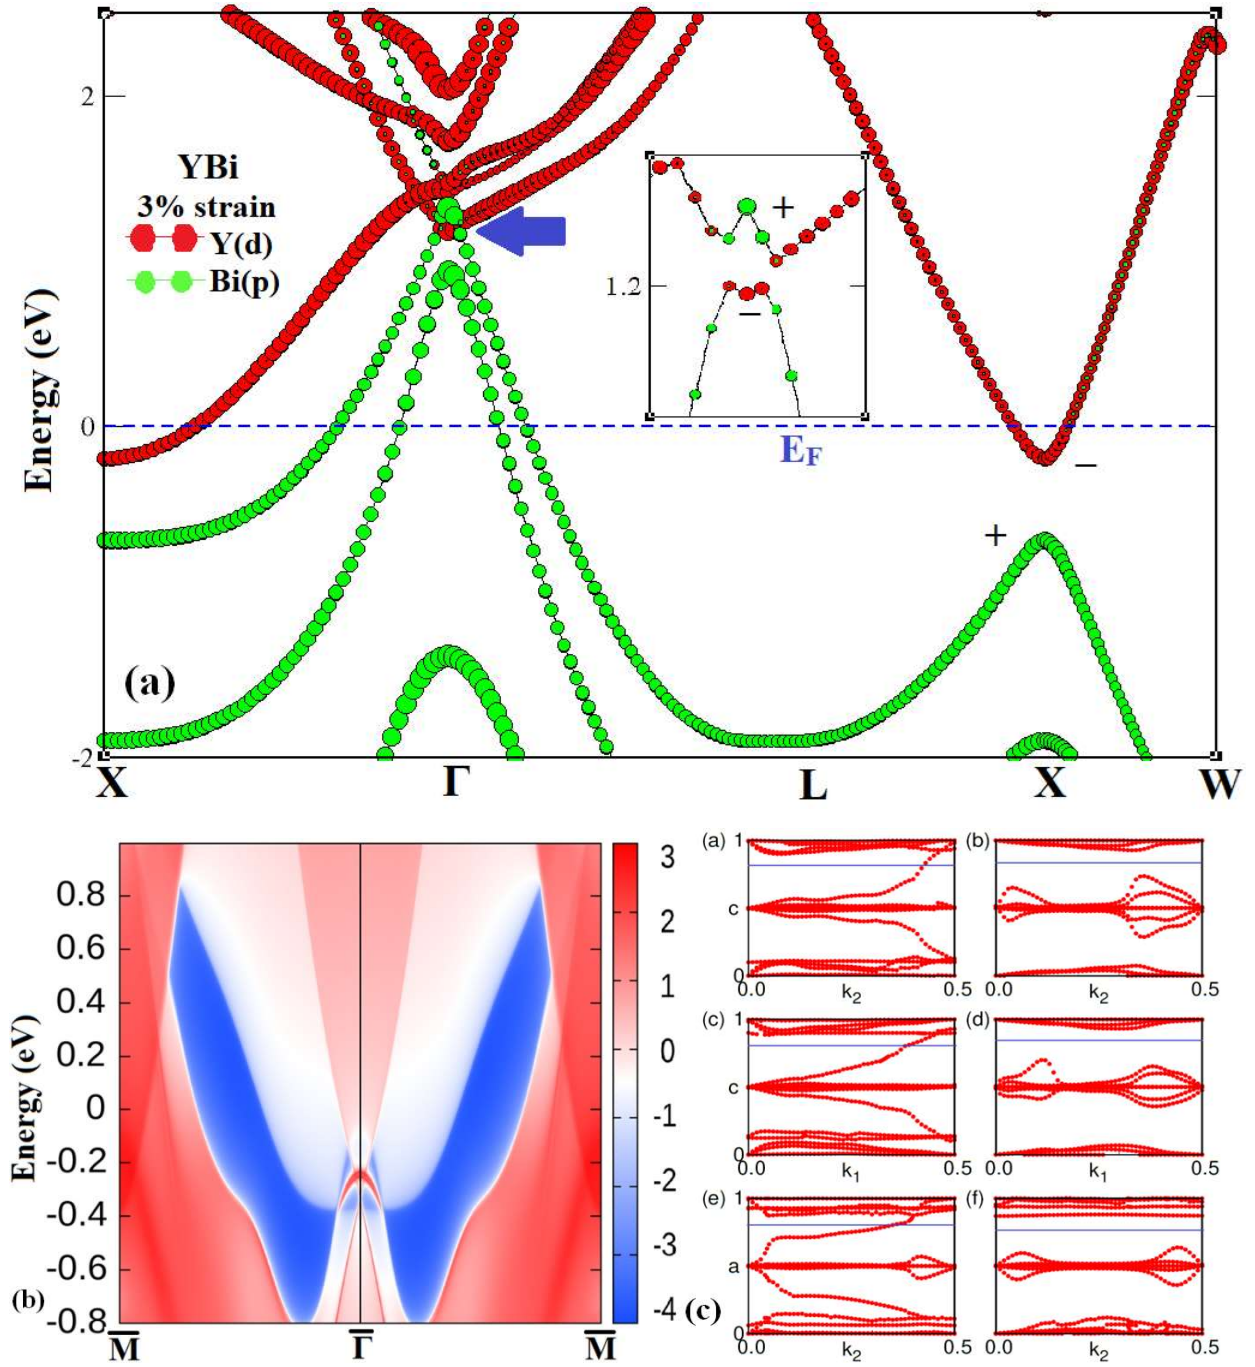 Energy (eV)
2
0
-2
YBi
3% strain
Y(d)
Bi(p)
+
1.2
−
E_F
−
+
(a)
X Γ L X W
Energy (eV)
0.8
0.6
0.4
0.2
0
-0.2
-0.4
-0.6
-0.8
3
2
1
0
-1
-2
-3
-4
(b)
M̅ Γ̅ M̅
(a) 1 (b)
c
0
0.0 k₂ 0.5 0.0 k₂ 0.5
(c) 1 (d)
c
0
0.0 k₁ 0.5 0.0 k₁ 0.5
(e) 1 (f)
a
0
0.0 k₂ 0.5 0.0 k₂ 0.5
(c)